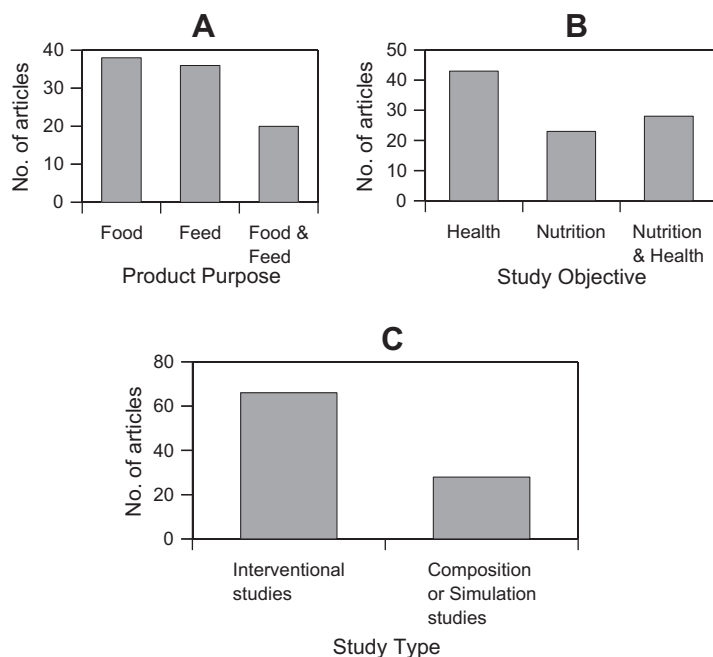 A
No. of articles
40
30
20
10
0
Food
Feed
Food &
Feed
Product Purpose
B
No. of articles
50
40
30
20
10
0
Health
Nutrition
Nutrition
& Health
Study Objective
C
No. of articles
80
60
40
20
0
Interventional
studies
Composition
or Simulation
studies
Study Type